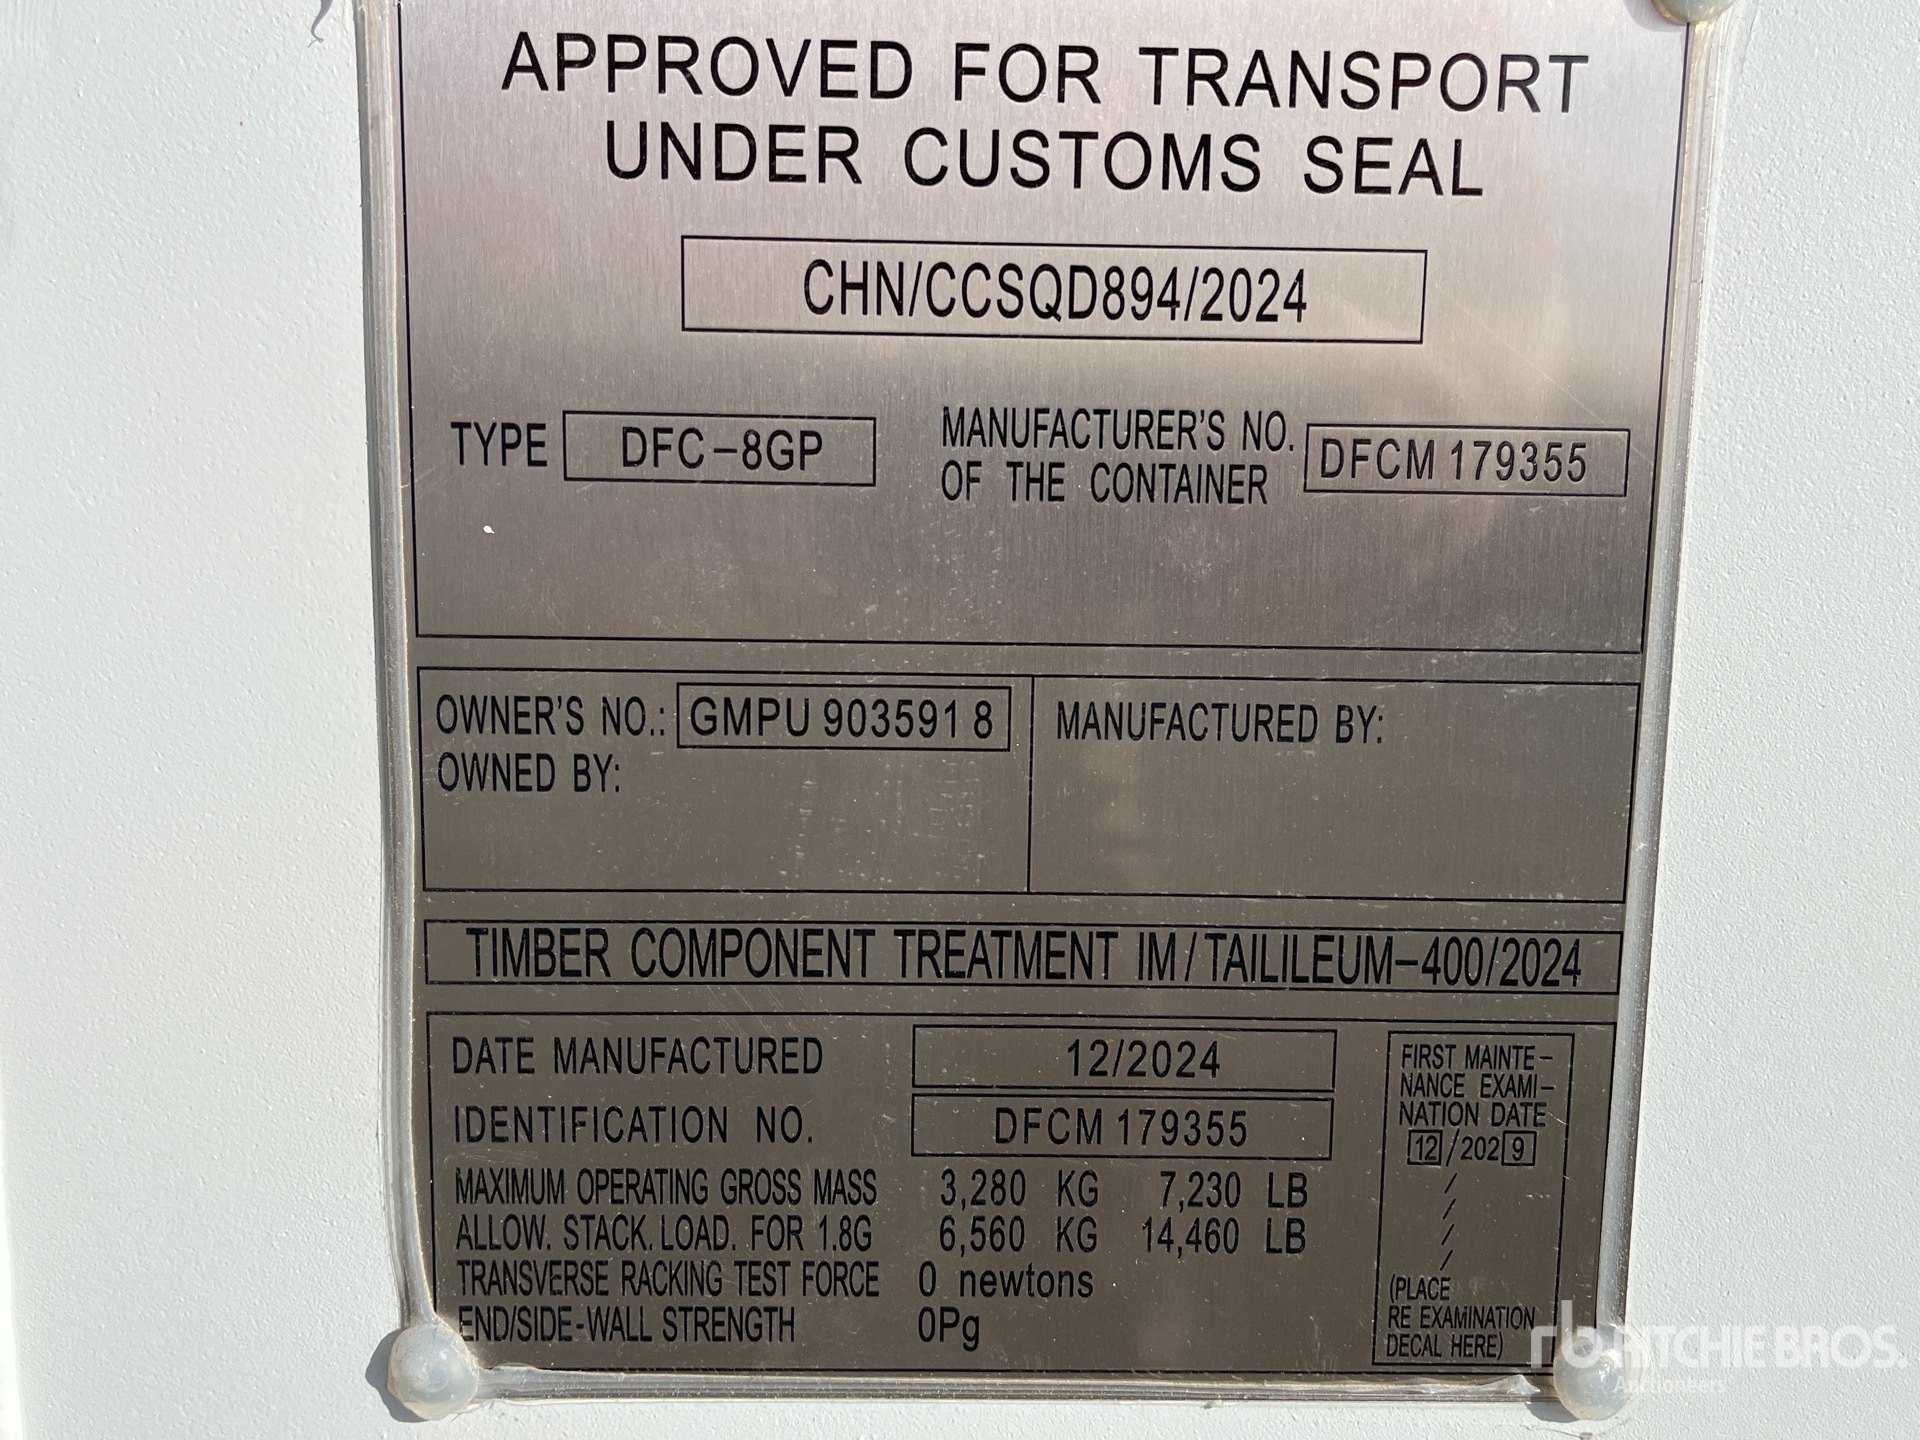 APPROVED FOR TRANSPORT
UNDER CUSTOMS SEAL
CHN/CCSQD894/2024
TYPE DFC-8GP
MANUFACTURER'S NO.
OF THE CONTAINER
DFCM 179355
OWNER'S NO.: GMPU 903591 8
OWNED BY:
MANUFACTURED BY:
TIMBER COMPONENT TREATMENT IM/TAILILEUM-400/2024
DATE MANUFACTURED 12/2024
IDENTIFICATION NO. DFCM 179355
MAXIMUM OPERATING GROSS MASS 3,280 KG 7,230 LB
ALLOW. STACK. LOAD. FOR 1.8G 6,560 KG 14,460 LB
TRANSVERSE RACKING TEST FORCE 0 newtons
END/SIDE-WALL STRENGTH 0Pg
FIRST MAINTE-
NANCE EXAMI-
NATION DATE
12/2029
/
/
/
/
(PLACE
RE EXAMINATION
DECAL HERE)
rb RITCHIE BROS.
Auctioneers